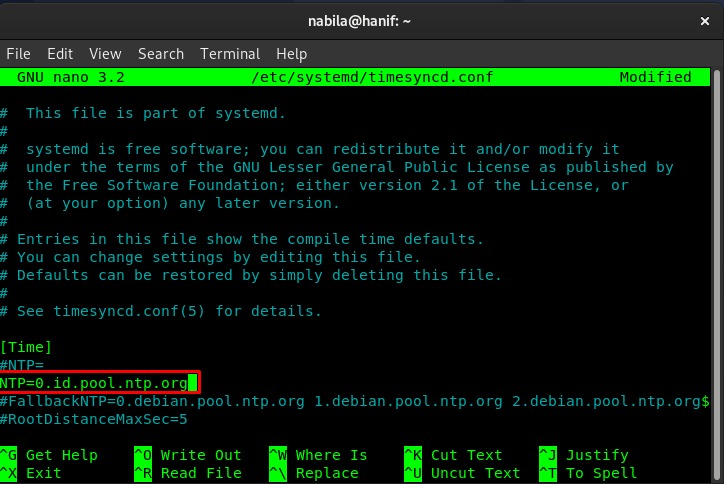 nabila@hanif: ~
×
File Edit View Search Terminal Help
GNU nano 3.2 /etc/systemd/timesyncd.conf Modified
#  This file is part of systemd.
#
#  systemd is free software; you can redistribute it and/or modify it
#  under the terms of the GNU Lesser General Public License as published by
#  the Free Software Foundation; either version 2.1 of the License, or
#  (at your option) any later version.
#
# Entries in this file show the compile time defaults.
# You can change settings by editing this file.
# Defaults can be restored by simply deleting this file.
#
# See timesyncd.conf(5) for details.
[Time]
#NTP=
NTP=0.id.pool.ntp.org
#FallbackNTP=0.debian.pool.ntp.org 1.debian.pool.ntp.org 2.debian.pool.ntp.org$
#RootDistanceMaxSec=5
^G Get Help ^O Write Out ^W Where Is ^K Cut Text ^J Justify
^X Exit ^R Read File ^\ Replace ^U Uncut Text ^T To Spell